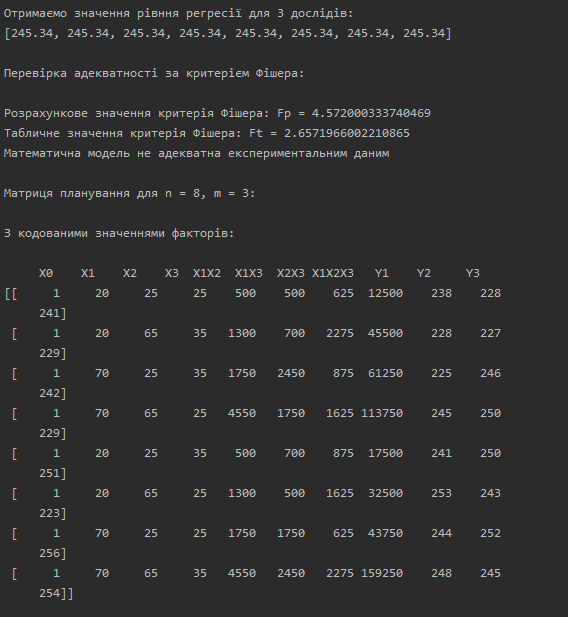 Отримаємо значення рівння регресії для 3 дослідів:
[245.34, 245.34, 245.34, 245.34, 245.34, 245.34, 245.34, 245.34]
Перевірка адекватності за критерієм Фішера:
Розрахункове значення критерія Фішера: Fp = 4.572000333740469
Табличне значення критерія Фішера: Ft = 2.6571966002210865
Математична модель не адекватна експериментальним даним
Матриця планування для n = 8, m = 3:
З кодованими значеннями факторів:
X0 X1 X2 X3 X1X2 X1X3 X2X3 X1X2X3 Y1 Y2 Y3
[[ 1 20 25 25 500 500 625 12500 238 228
241]
[ 1 20 65 35 1300 700 2275 45500 228 227
229]
[ 1 70 25 35 1750 2450 875 61250 225 246
242]
[ 1 70 65 25 4550 1750 1625 113750 245 250
229]
[ 1 20 25 35 500 700 875 17500 241 250
251]
[ 1 20 65 25 1300 500 1625 32500 253 243
223]
[ 1 70 25 25 1750 1750 625 43750 244 252
256]
[ 1 70 65 35 4550 2450 2275 159250 248 245
254]]